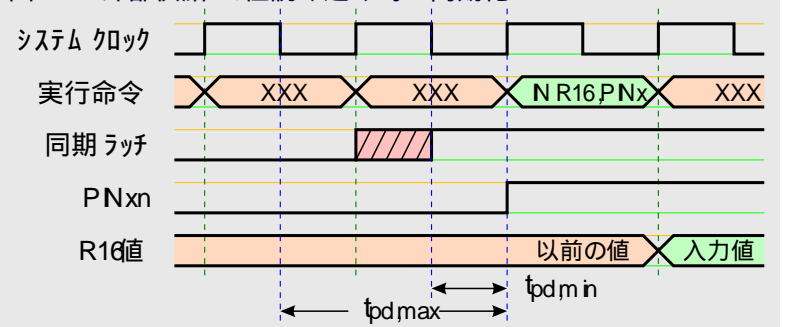 システム クロック
実行命令 XXX XXX IN R16,PINx XXX
同期ラッチ
PINxn
R16値 以前の値 入力値
tpd,min
tpd,max